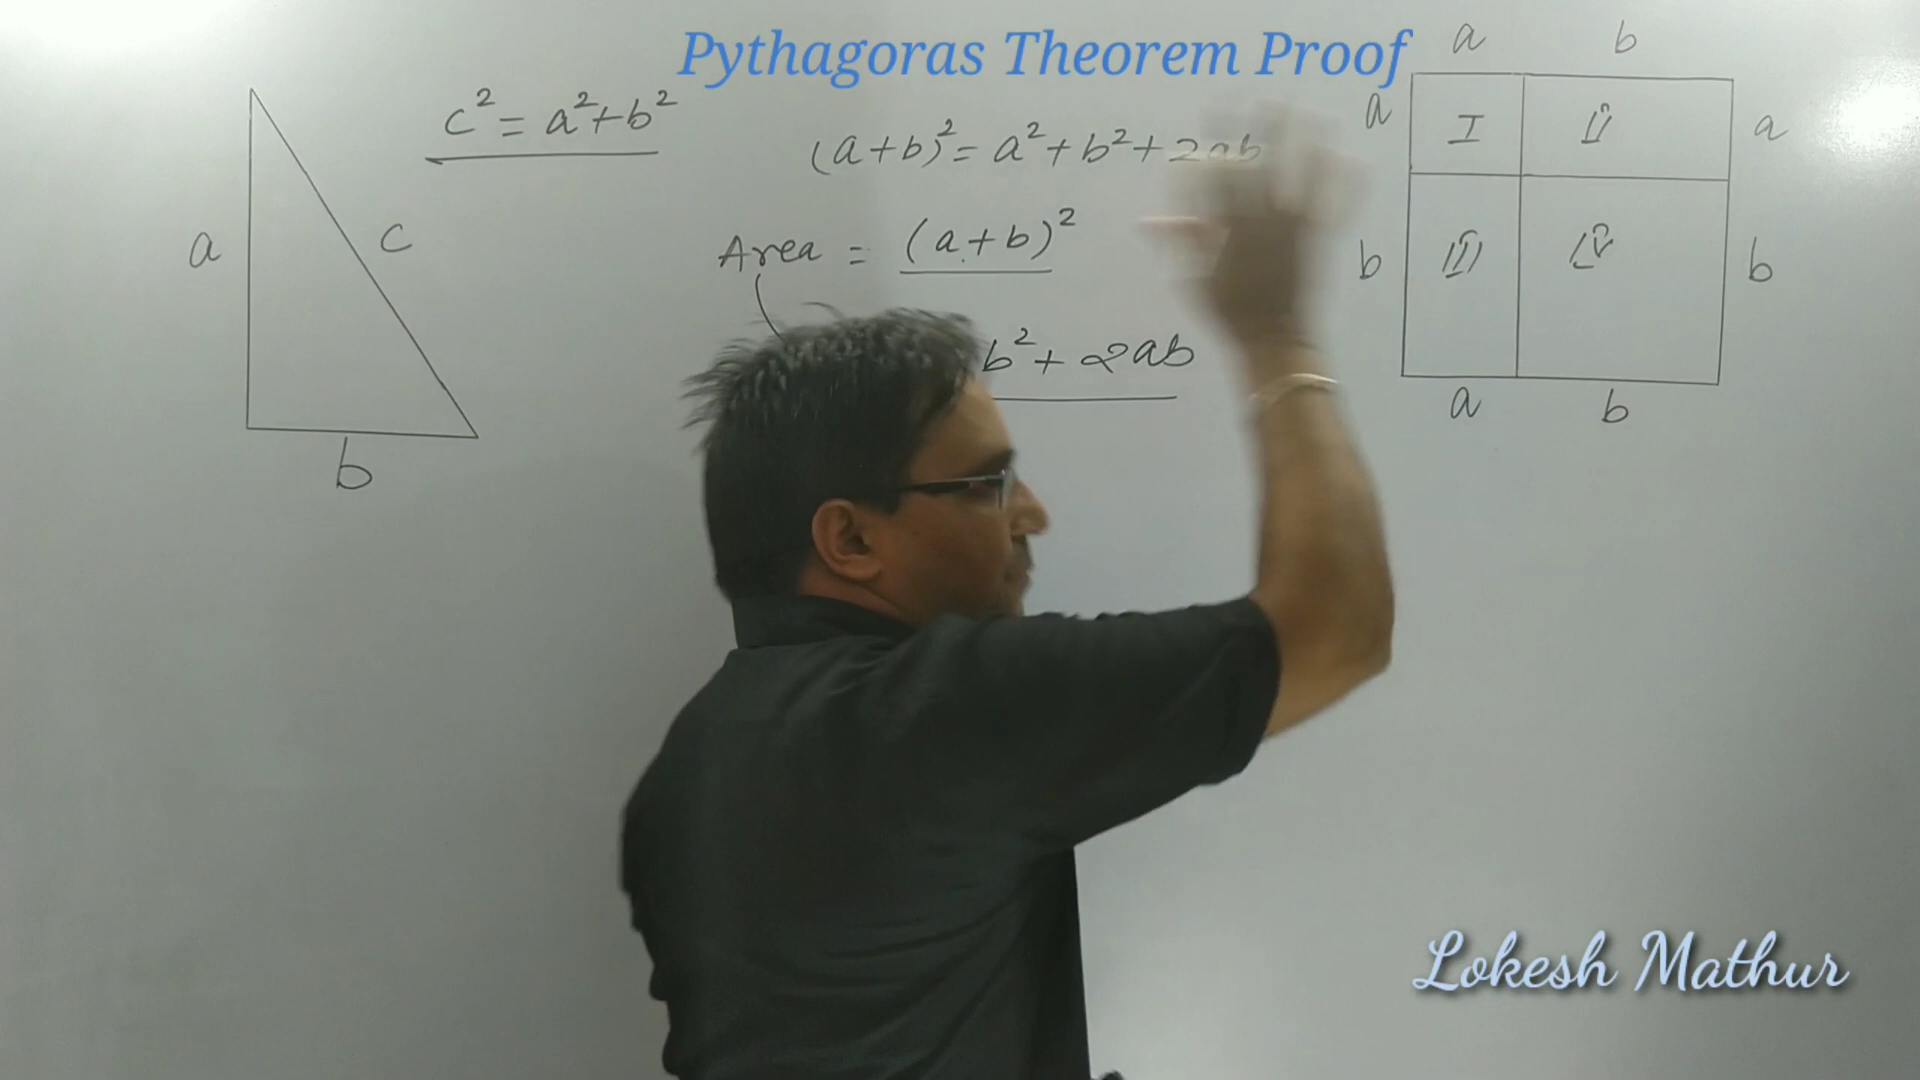 Pythagoras Theorem Proof
c² = a² + b²
a
c
b
(a+b)² = a² + b² + 2ab
Area = (a+b)²
b² + 2ab
a b
a I II a
b III IV b
a b
Lokesh Mathur